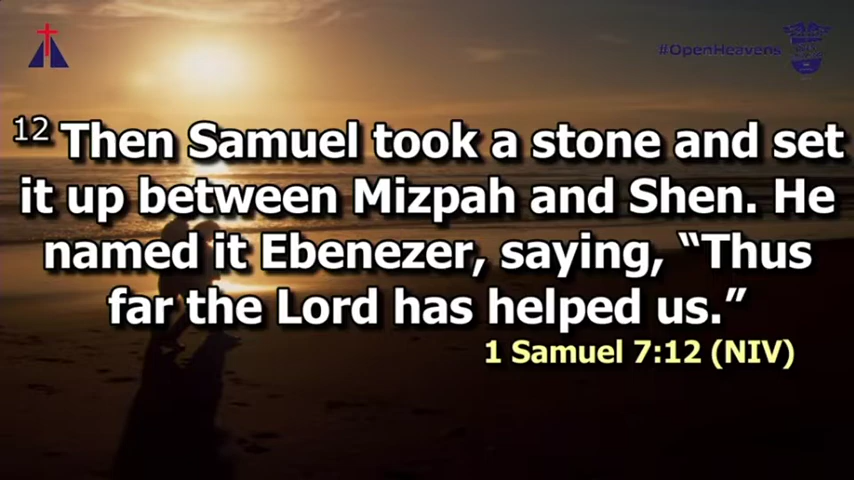 #OpenHeavens
12 Then Samuel took a stone and set
it up between Mizpah and Shen. He
named it Ebenezer, saying, “Thus
far the Lord has helped us.”
1 Samuel 7:12 (NIV)